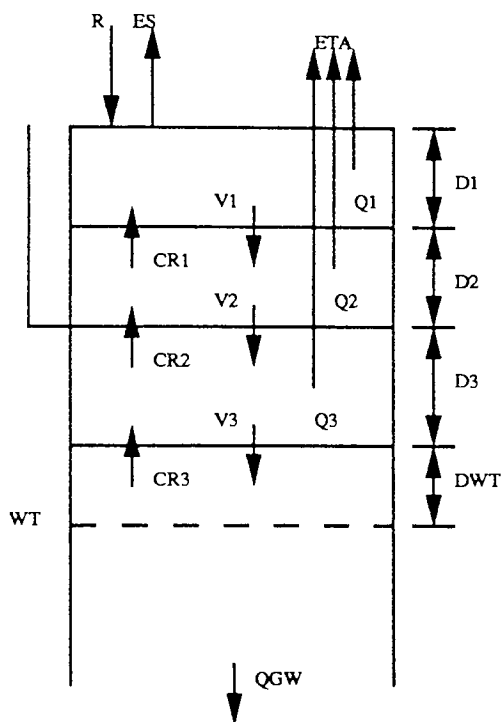 R ES ETA
D1
V1 Q1
CR1
D2
V2 Q2
CR2
D3
V3 Q3
CR3 DWT
WT
QGW